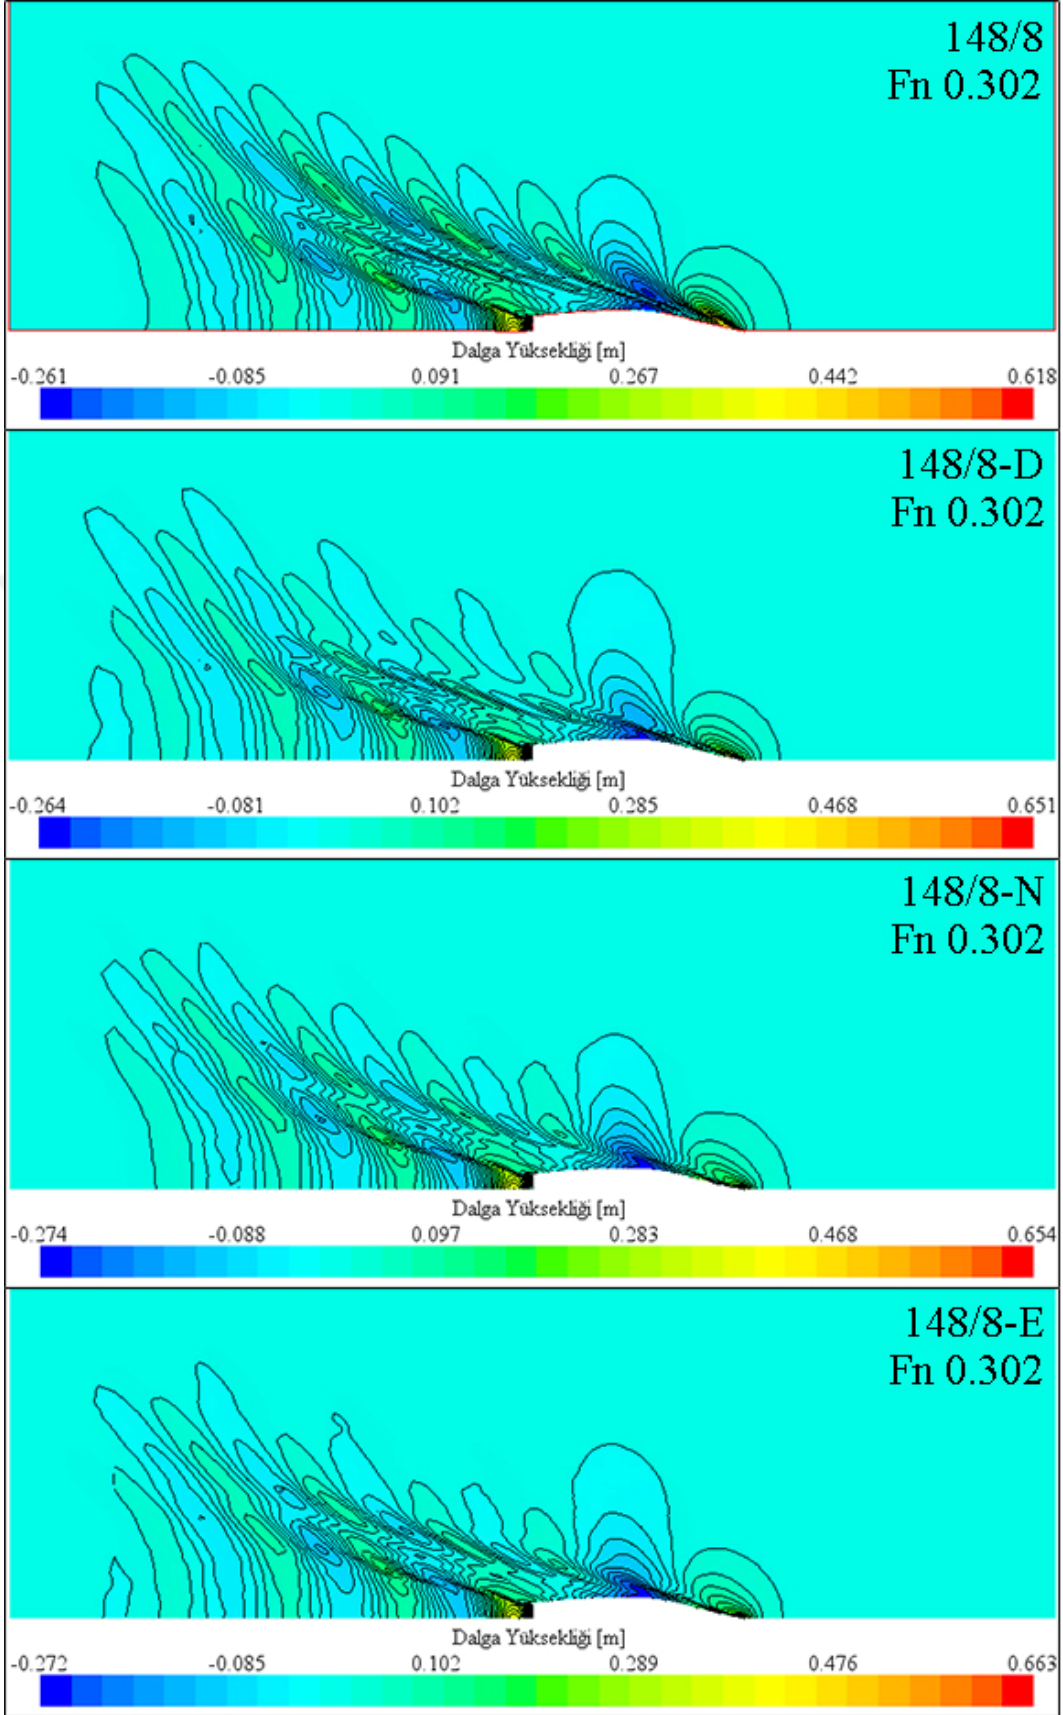 148/8
Fn 0.302
Dalga Yüksekliği [m]
-0.261 -0.085 0.091 0.267 0.442 0.618
148/8-D
Fn 0.302
Dalga Yüksekliği [m]
-0.264 -0.081 0.102 0.285 0.468 0.651
148/8-N
Fn 0.302
Dalga Yüksekliği [m]
-0.274 -0.088 0.097 0.283 0.468 0.654
148/8-E
Fn 0.302
Dalga Yüksekliği [m]
-0.272 -0.085 0.102 0.289 0.476 0.663